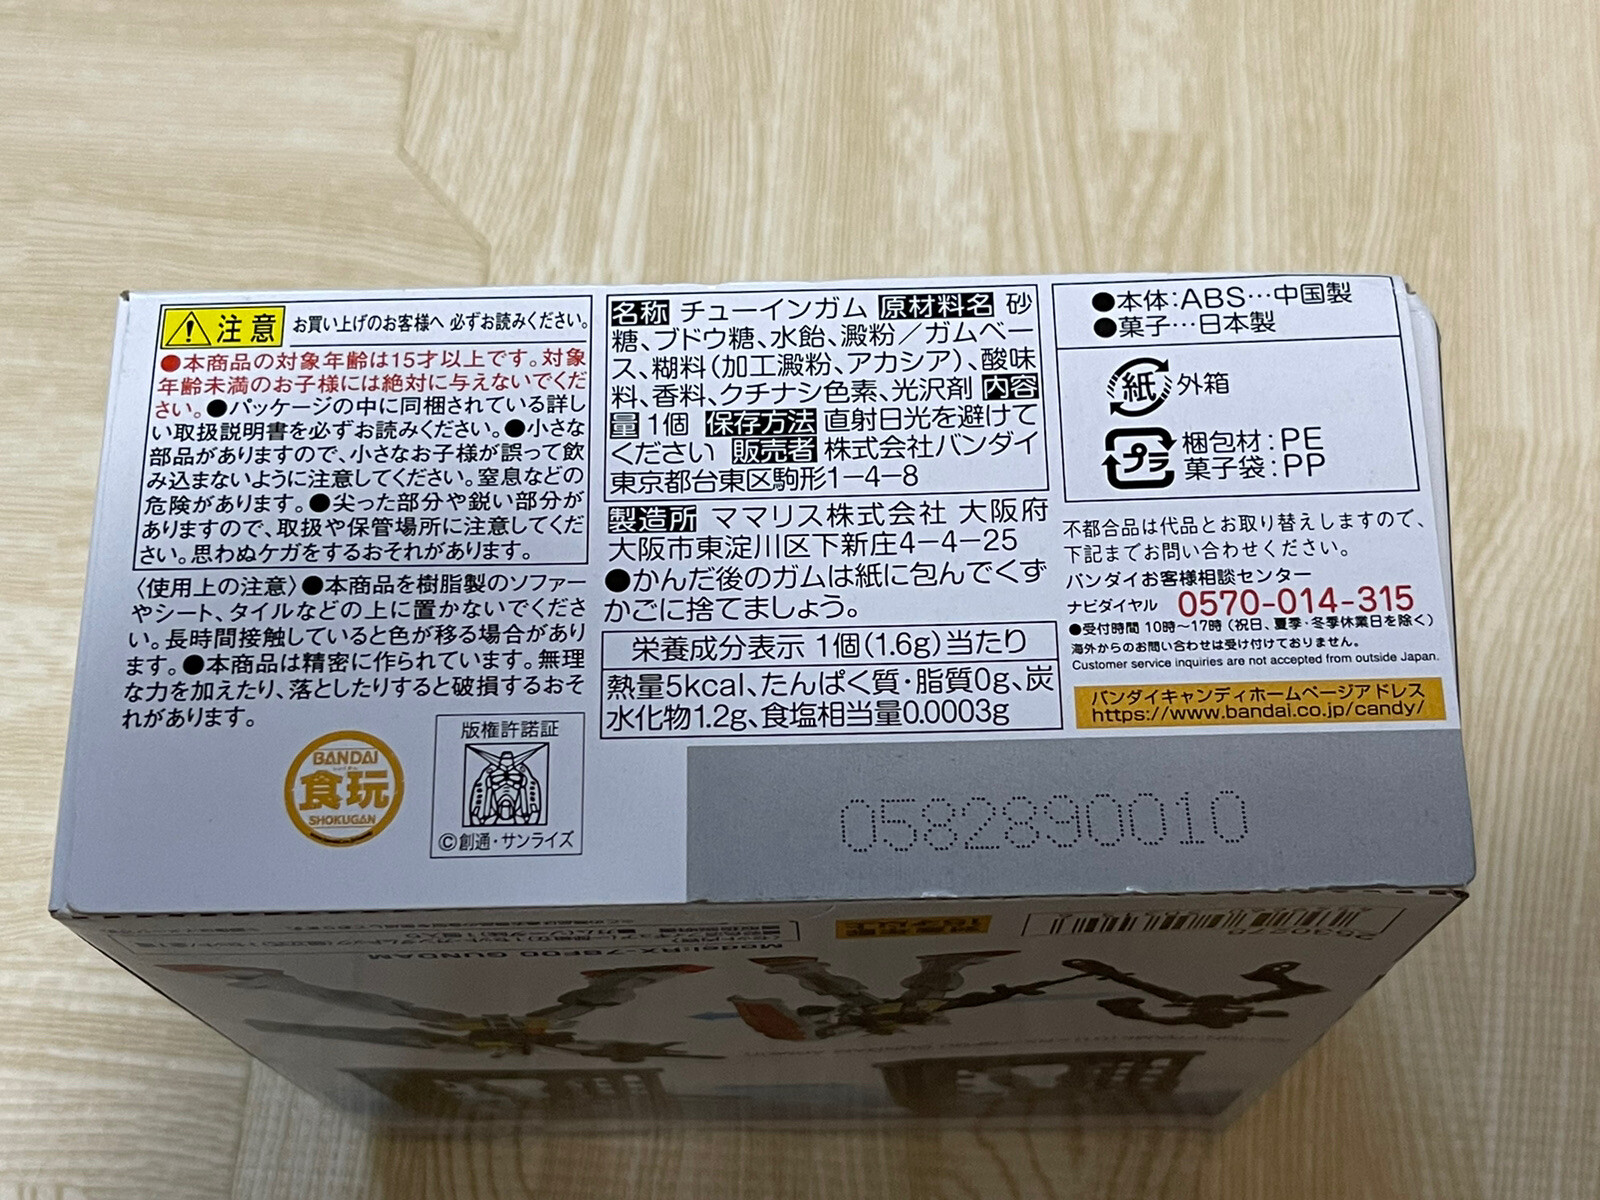 注意 お買い上げのお客様へ 必ずお読みください。
●本商品の対象年齢は15才以上です。対象
年齢未満のお子様には絶対に与えないでくだ
さい。●パッケージの中に同梱されている詳し
い取扱説明書を必ずお読みください。●小さな
部品がありますので、小さなお子様が誤って飲
み込まないように注意してください。窒息などの
危険があります。●尖った部分や鋭い部分が
ありますので、取扱や保管場所に注意してくだ
さい。思わぬケガをするおそれがあります。
〈使用上の注意〉●本商品を樹脂製のソファー
やシート、タイルなどの上に置かないでくださ
い。長時間接触していると色が移る場合があり
ます。●本商品は精密に作られています。無理
な力を加えたり、落としたりすると破損するおそ
れがあります。
BANDAI
食玩
SHOKUGAN
版権許諾証
©創通・サンライズ
名称 チューインガム 原材料名 砂
糖、ブドウ糖、水飴、澱粉／ガムベー
ス、糊料(加工澱粉、アカシア)、酸味
料、香料、クチナシ色素、光沢剤 内容
量 1個 保存方法 直射日光を避けて
ください 販売者 株式会社バンダイ
東京都台東区駒形1−4−8
製造所 ママリス株式会社 大阪府
大阪市東淀川区下新庄4−4−25
●かんだ後のガムは紙に包んでくず
かごに捨てましょう。
栄養成分表示 1個(1.6g)当たり
熱量5kcal、たんぱく質・脂質0g、炭
水化物1.2g、食塩相当量0.0003g
●本体:ABS…中国製
●菓子…日本製
紙 外箱
プラ 梱包材:PE
菓子袋:PP
不都合品は代品とお取り替えしますので、
下記までお問い合わせください。
バンダイお客様相談センター
ナビダイヤル 0570-014-315
●受付時間 10時〜17時 (祝日、夏季・冬季休業日を除く)
海外からのお問い合わせは受け付けておりません。
Customer service inquiries are not accepted from outside Japan.
バンダイキャンディホームページアドレス
https://www.bandai.co.jp/candy/
0582890010
対象年齢
15才以上
Model:RX-78F00 GUNDAM